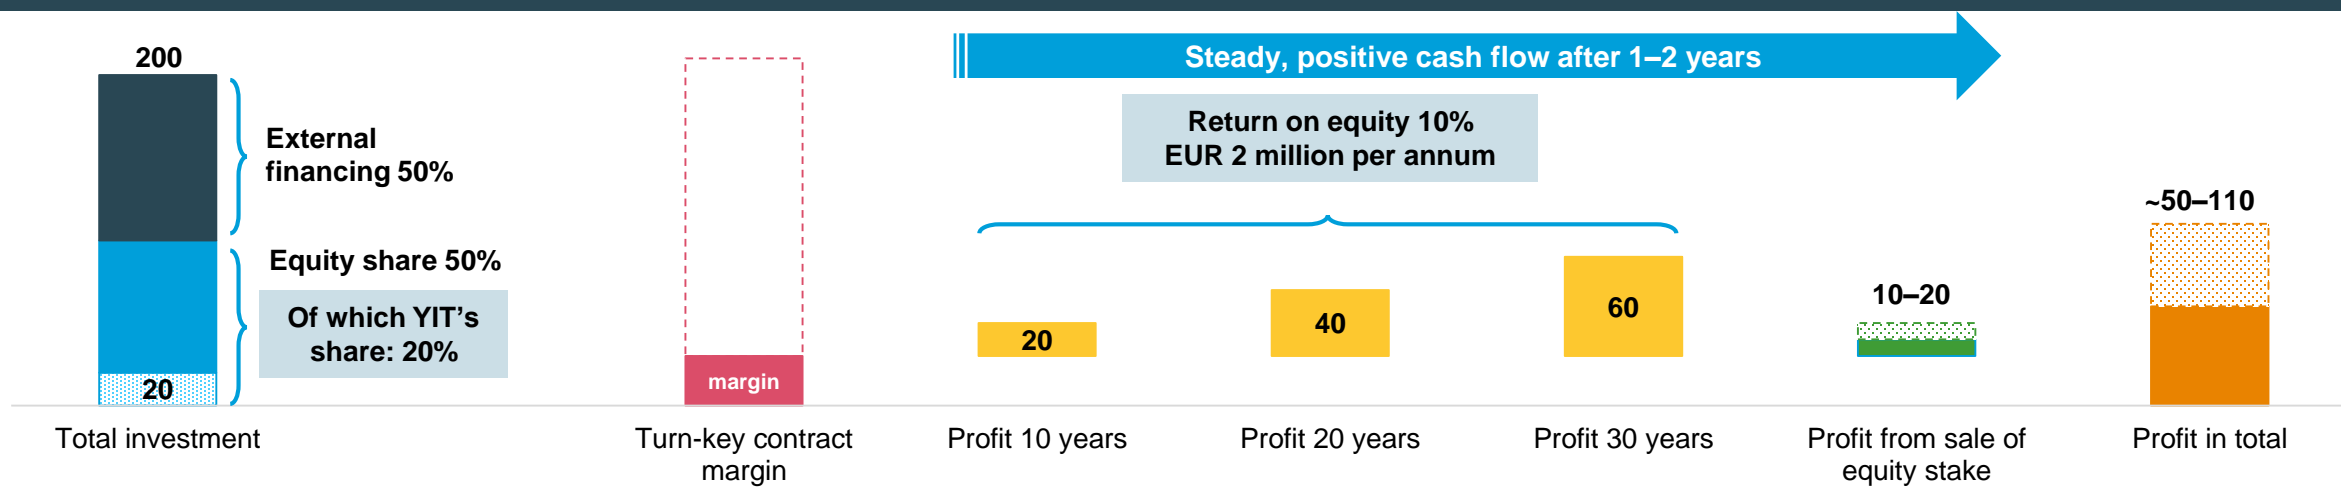 200
External
financing 50%
Equity share 50%
Of which YIT’s
share: 20%
20
Total investment
margin
Turn-key contract
margin
Steady, positive cash flow after 1–2 years
Return on equity 10%
EUR 2 million per annum
20
Profit 10 years
40
Profit 20 years
60
Profit 30 years
10–20
Profit from sale of
equity stake
~50–110
Profit in total